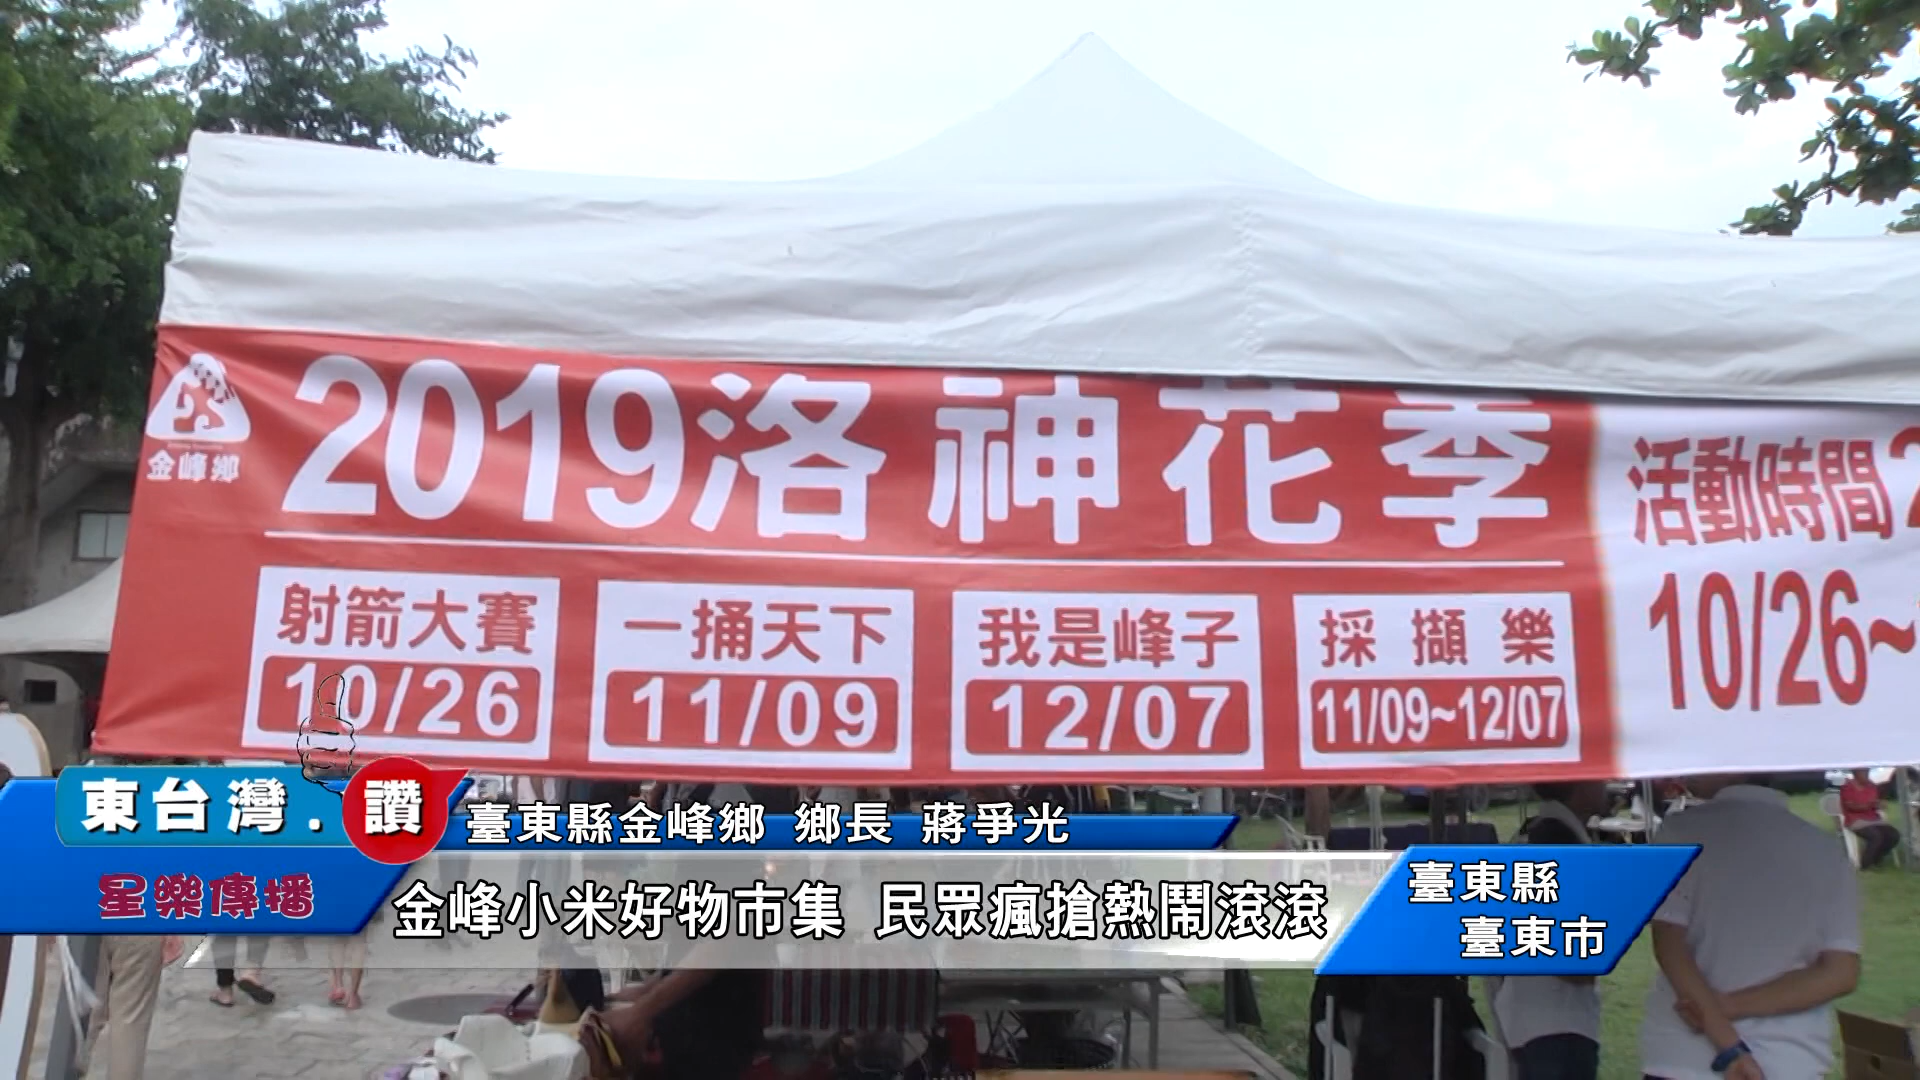 金峰鄉
2019洛神花季
射箭大賽
10/26
一捅天下
11/09
我是峰子
12/07
採擷樂
11/09~12/07
活動時間
10/26~
東台灣.讚
臺東縣金峰鄉 鄉長 蔣爭光
星樂傳播
金峰小米好物市集 民眾瘋搶熱鬧滾滾
臺東縣
臺東市